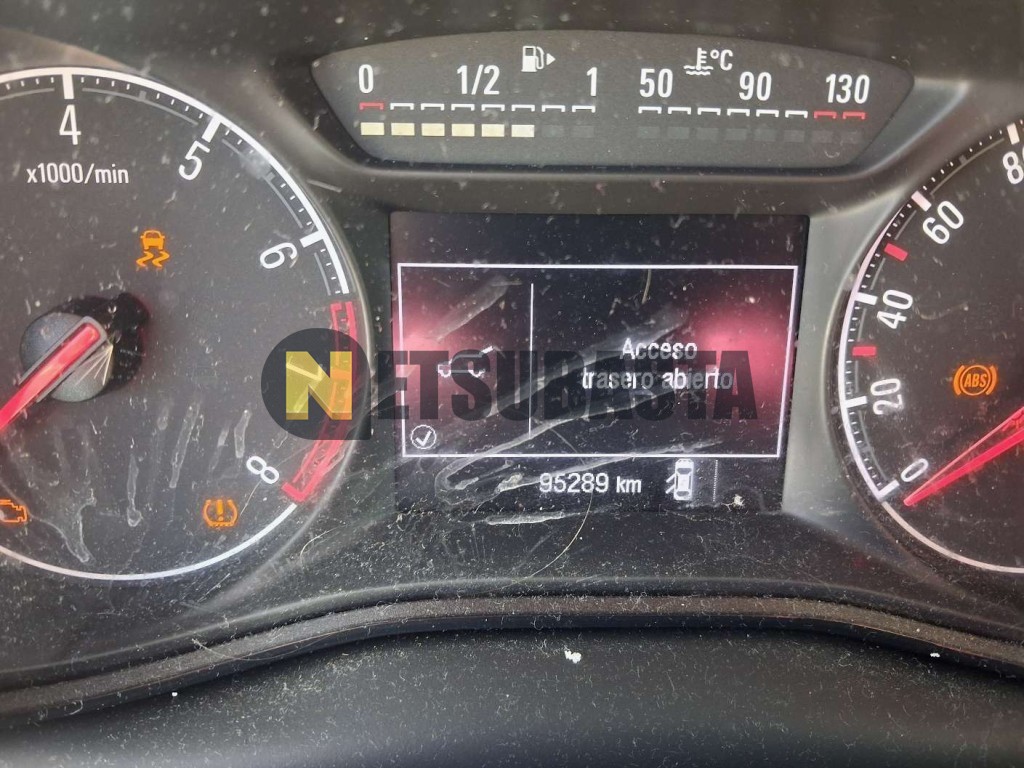 0 1/2 1
50 °C 90 130
4
5
6
8
x1000/min
NETSUBASTA
Acceso
trasero abierto
95289 km
80
60
40
20
0
ABS